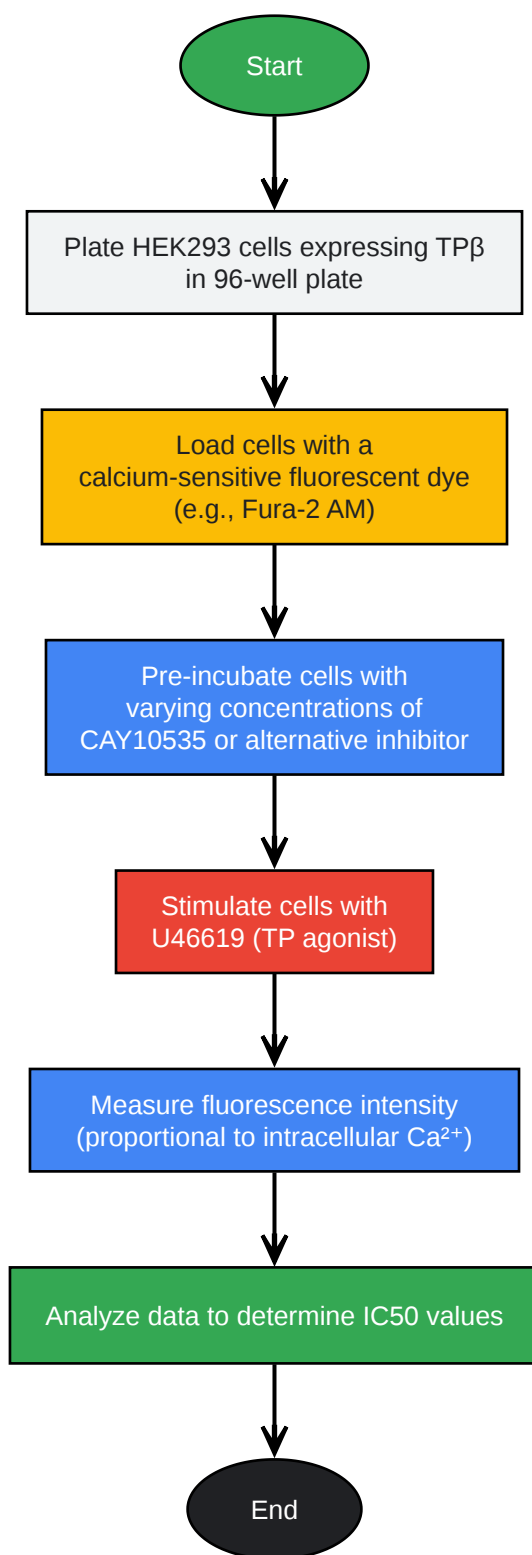 Start
Plate HEK293 cells expressing TPβ
in 96-well plate
Load cells with a
calcium-sensitive fluorescent dye
(e.g., Fura-2 AM)
Pre-incubate cells with
varying concentrations of
CAY10535 or alternative inhibitor
Stimulate cells with
U46619 (TP agonist)
Measure fluorescence intensity
(proportional to intracellular Ca²⁺)
Analyze data to determine IC50 values
End